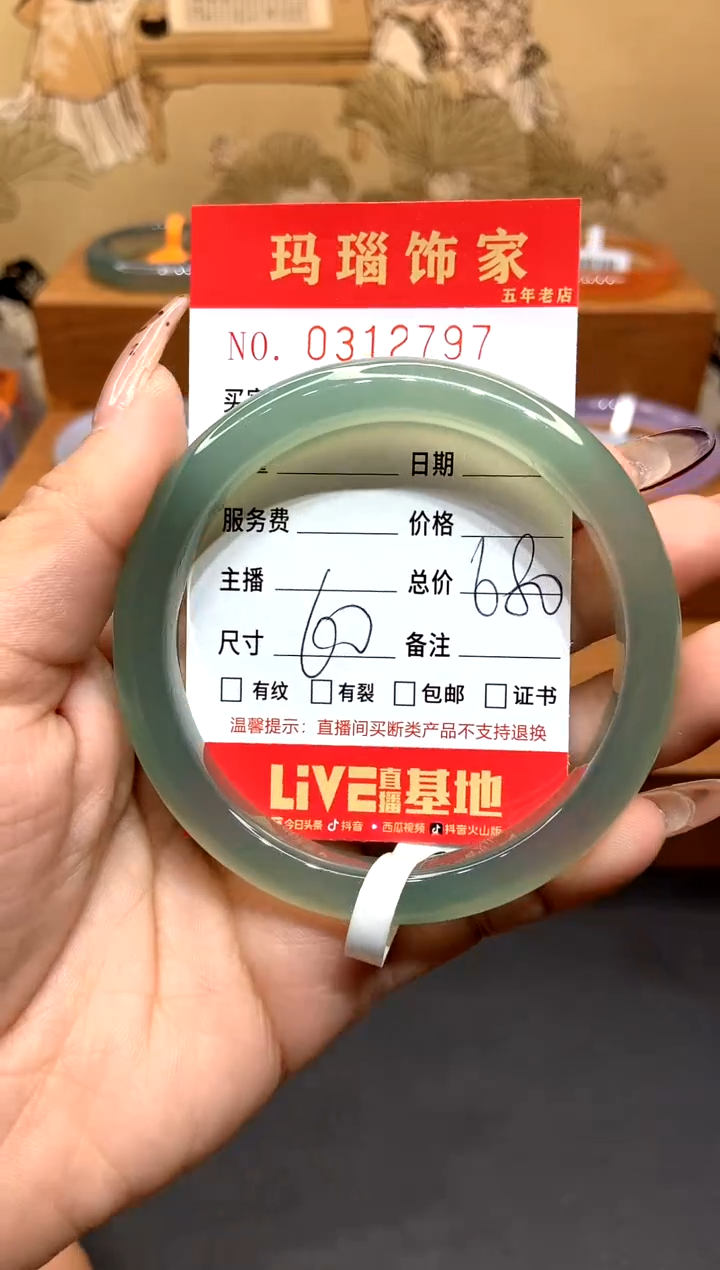 玛瑙饰家
五年老店
NO. 0312797
买
日期
服务费 价格
主播 总价 680
尺寸 60 备注
□ 有纹 □ 有裂 □ 包邮 □ 证书
温馨提示：直播间买断类产品不支持退换
LiVE直播基地
今日头条 抖音 西瓜视频 抖音火山版